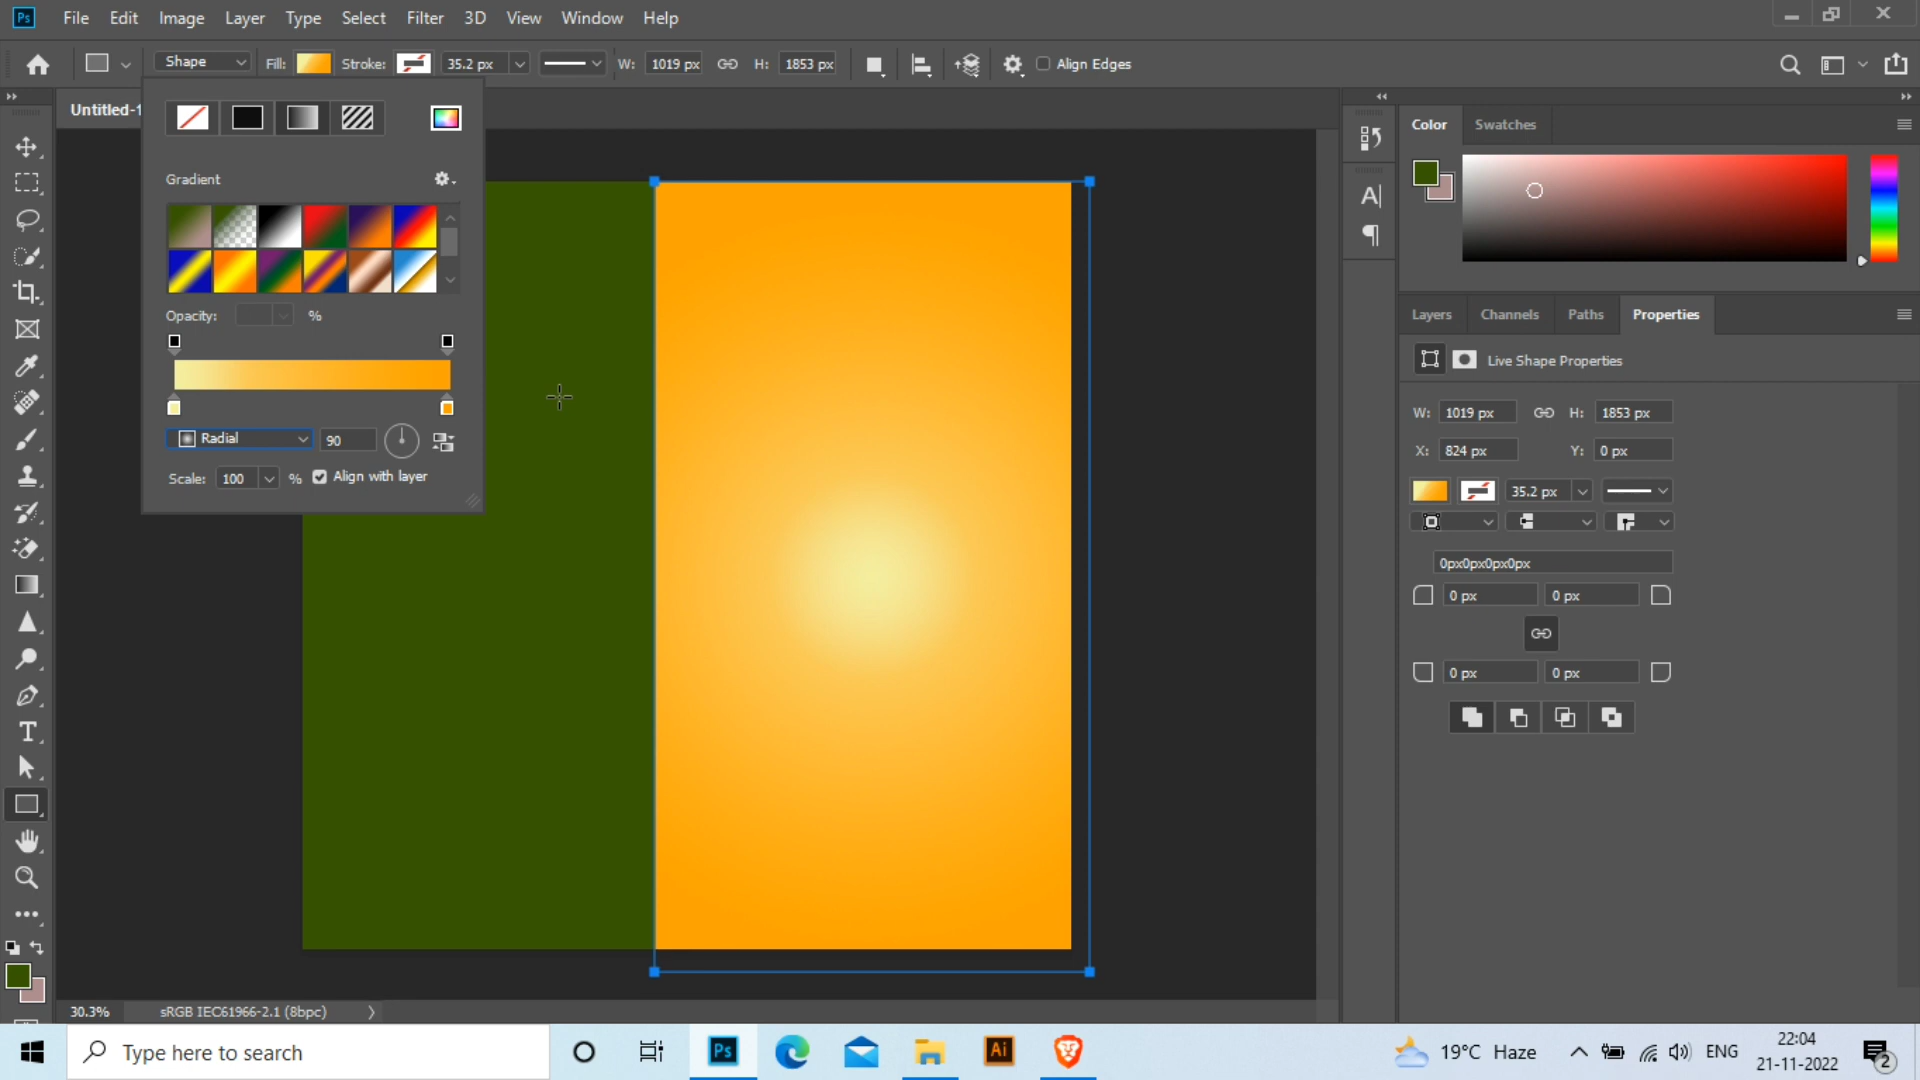 Ps File Edit Image Layer Type Select Filter 3D View Window Help
Shape Fill: Stroke: 35.2 px W: 1019 px H: 1853 px Align Edges
Untitled-1
Color Swatches
Gradient
Opacity: %
Radial 90
Scale: 100 % Align with layer
A|
Layers Channels Paths Properties
Live Shape Properties
W: 1019 px H: 1853 px
X: 824 px Y: 0 px
35.2 px
0px0px0px0px
0 px 0 px
0 px 0 px
T
30.3% sRGB IEC61966-2.1 (8bpc)
Type here to search
Ps
Ai
19°C Haze
ENG
22:04
21-11-2022
2